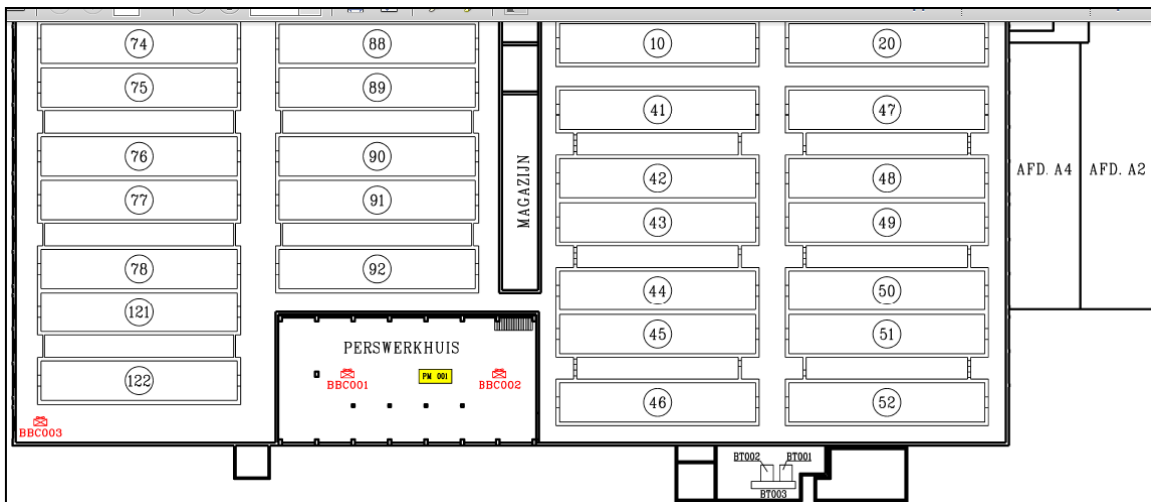 74
88
10
20
75
89
41
47
76
90
42
48
77
91
43
49
MAGAZIJN
AFD. A4
AFD. A2
78
92
44
50
121
45
51
PERSWERKHUIS
122
BBC001
PM 001
BBC002
46
52
BBC003
BT002
BT001
BT003